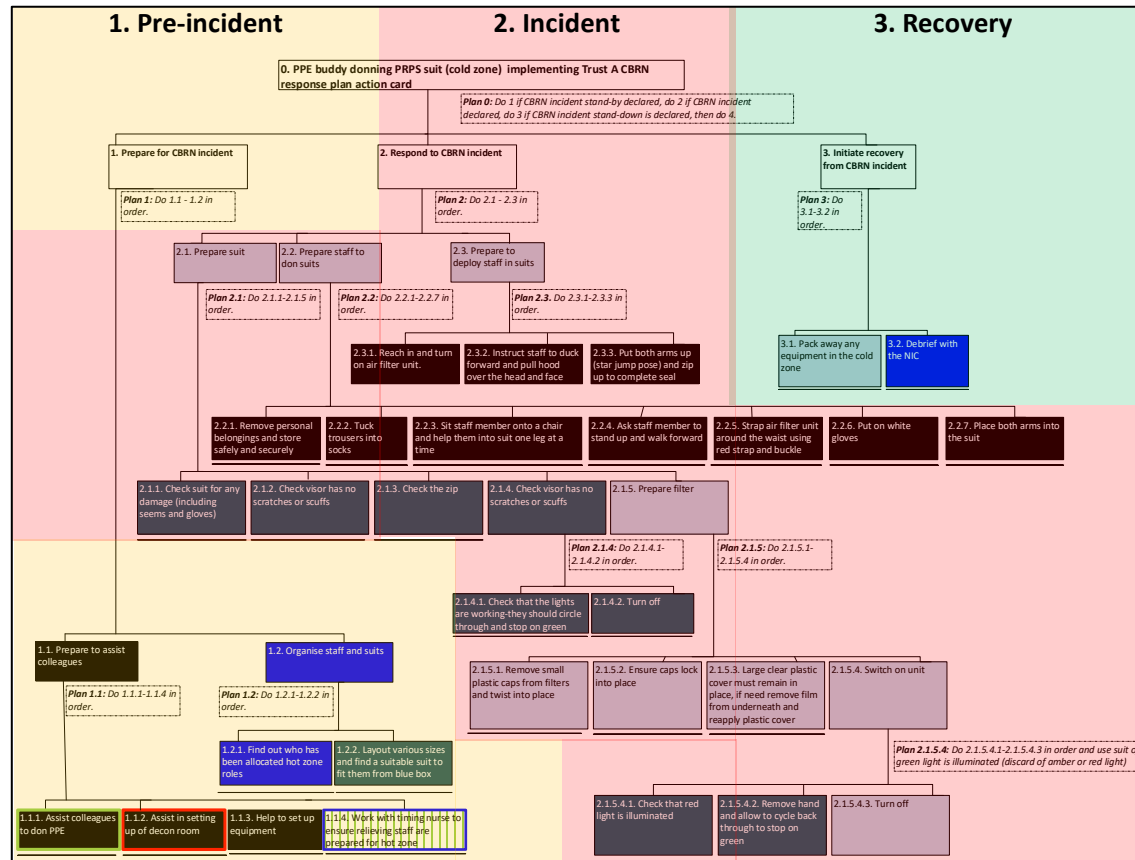 1. Pre-incident
2. Incident
3. Recovery
0. PPE buddy donning PRPS suit (cold zone) implementing Trust A CBRN
response plan action card
Plan 0: Do 1 if CBRN incident stand-by declared, do 2 if CBRN incident
declared, do 3 if CBRN incident stand-down is declared, then do 4.
1. Prepare for CBRN incident
2. Respond to CBRN incident
3. Initiate recovery
from CBRN incident
Plan 1: Do 1.1 - 1.2 in
order.
Plan 2: Do 2.1 - 2.3 in
order.
Plan 3: Do
3.1-3.2 in order.
2.1. Prepare suit
2.2. Prepare staff to
don suits
2.3. Prepare to
deploy staff in suits
Plan 2.1: Do 2.1.1-2.1.5 in
order.
Plan 2.2: Do 2.2.1-2.2.7 in
order.
Plan 2.3. Do 2.3.1-2.3.3 in
order.
2.3.1. Reach in and turn
on air filter unit.
2.3.2. Instruct staff to duck
forward and pull hood
over the head and face
2.3.3. Put both arms up
(star jump pose) and zip
up to complete seal
3.1. Pack away any
equipment in the cold
zone
3.2. Debrief with
the NIC
2.2.1. Remove personal
belongings and store
safely and securely
2.2.2. Tuck
trousers into
socks
2.2.3. Sit staff member onto a chair
and help them into suit one leg at a
time
2.2.4. Ask staff member to
stand up and walk forward
2.2.5. Strap air filter unit
around the waist using
red strap and buckle
2.2.6. Put on white
gloves
2.2.7. Place both arms into
the suit
2.1.1. Check suit for any
damage (including
seems and gloves)
2.1.2. Check visor has no
scratches or scuffs
2.1.3. Check the zip
2.1.4. Check visor has no
scratches or scuffs
2.1.5. Prepare filter
Plan 2.1.4: Do 2.1.4.1-
2.1.4.2 in order.
Plan 2.1.5: Do 2.1.5.1-
2.1.5.4 in order.
2.1.4.1. Check that the lights
are working-they should circle
through and stop on green
2.1.4.2. Turn off
1.1. Prepare to assist
colleagues
1.2. Organise staff and suits
2.1.5.1. Remove small
plastic caps from filters
and twist into place
2.1.5.2. Ensure caps lock
into place
2.1.5.3. Large clear plastic
cover must remain in
place, if need remove film
from underneath and
reapply plastic cover
2.1.5.4. Switch on unit
Plan 1.1: Do 1.1.1-1.1.4 in
order.
Plan 1.2: Do 1.2.1-1.2.2 in
order.
1.2.1. Find out who has
been allocated hot zone
roles
1.2.2. Layout various sizes
and find a suitable suit to
fit them from blue box
Plan 2.1.5.4: Do 2.1.5.4.1-2.1.5.4.3 in order and use suit
green light is illuminated (discard of amber or red light)
1.1.1. Assist colleagues
to don PPE
1.1.2. Assist in setting
up of decon room
1.1.3. Help to set up
equipment
1.1.4. Work with timing nurse to
ensure relieving staff are
prepared for hot zone
2.1.5.4.1. Check that red
light is illuminated
2.1.5.4.2. Remove hand
and allow to cycle back
through to stop on
green
2.1.5.4.3. Turn off